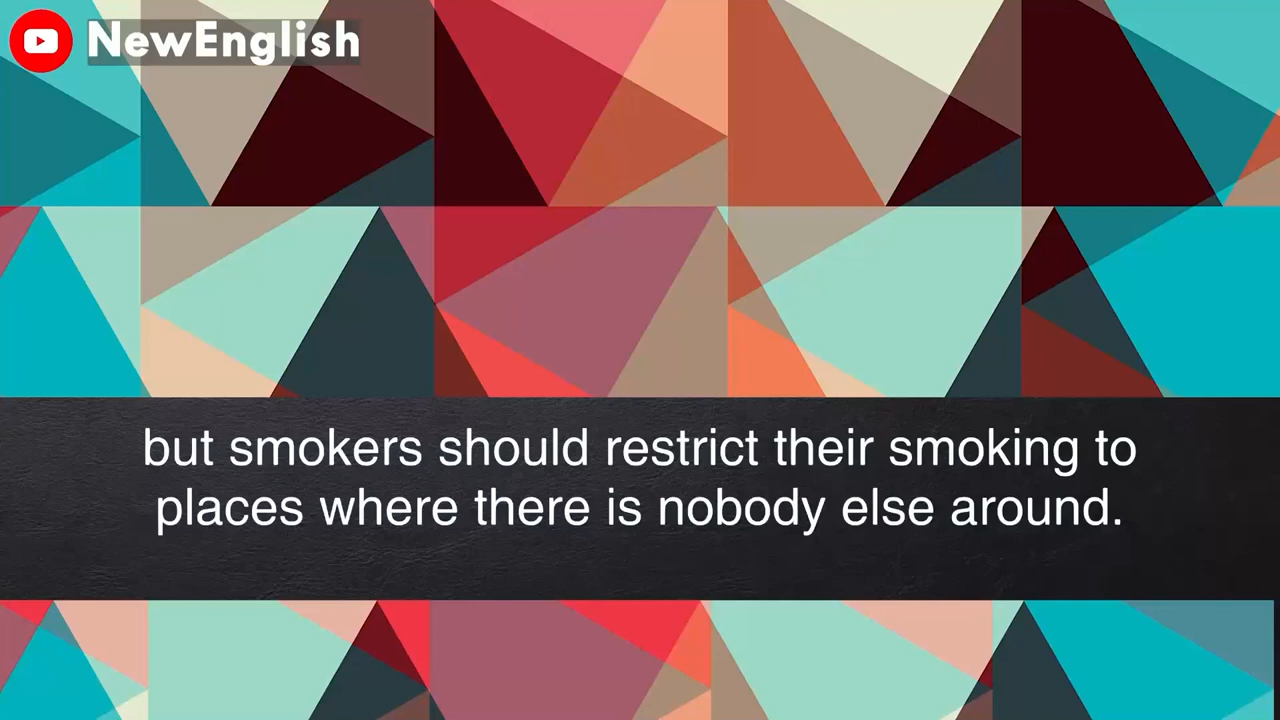 NewEnglish
but smokers should restrict their smoking to
places where there is nobody else around.